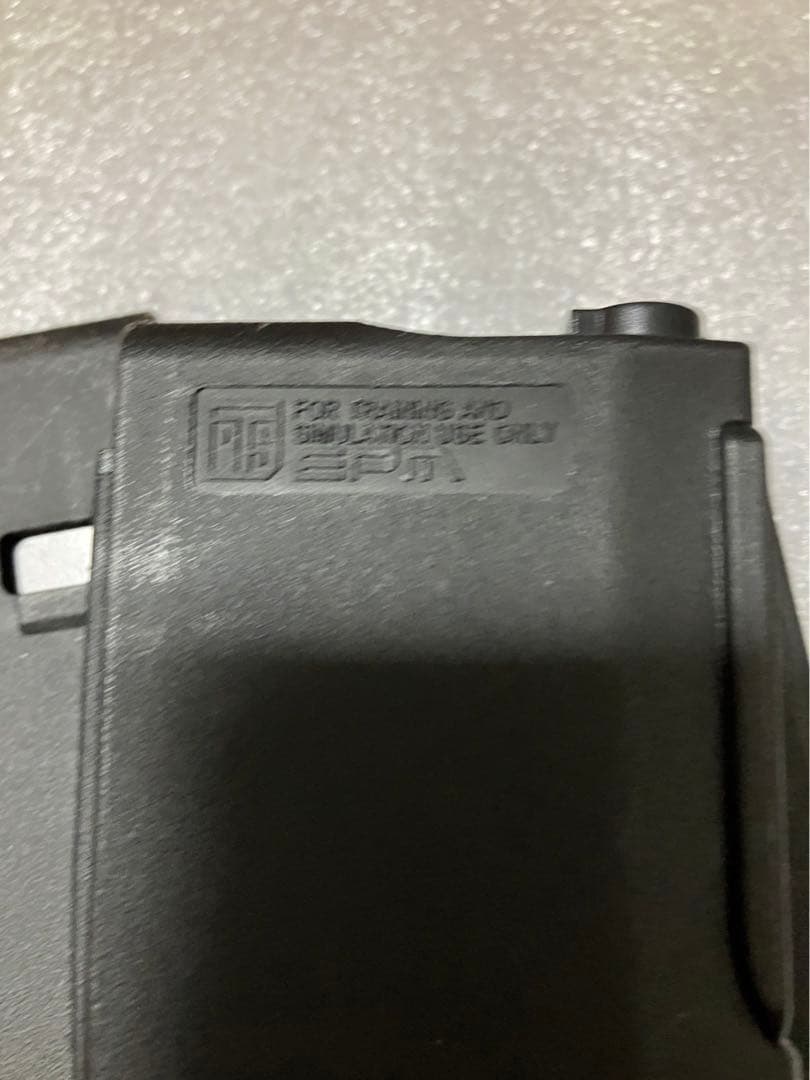 PTS
FOR TRAINING AND
SIMULATION USE ONLY
EPM